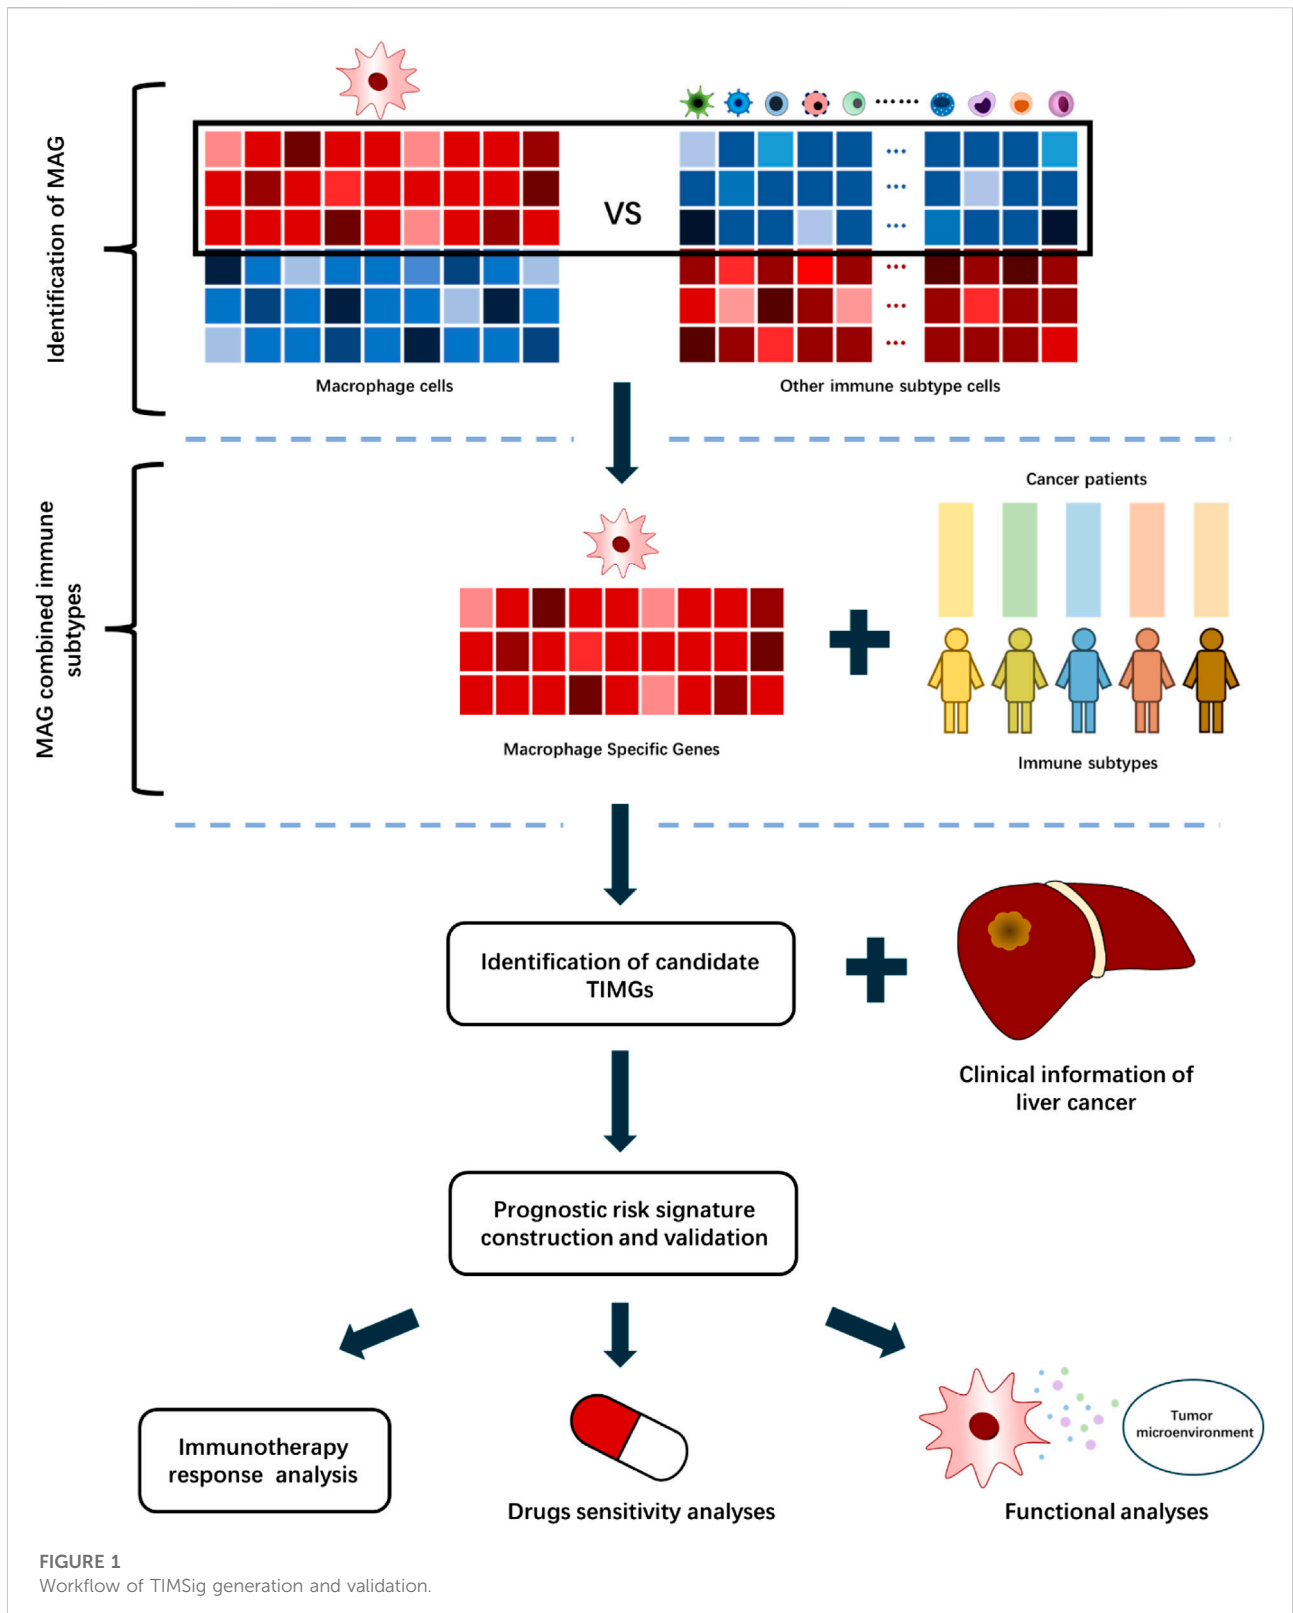 Identification of MAG
VS
Macrophage cells
Other immune subtype cells
MAG combined immune
subtypes
Cancer patients
Macrophage Specific Genes
Immune subtypes
Identification of candidate
TIMGs
Clinical information of
liver cancer
Prognostic risk signature
construction and validation
Immunotherapy
response analysis
Drugs sensitivity analyses
Tumor
microenvironment
Functional analyses
FIGURE 1
Workflow of TIMSig generation and validation.